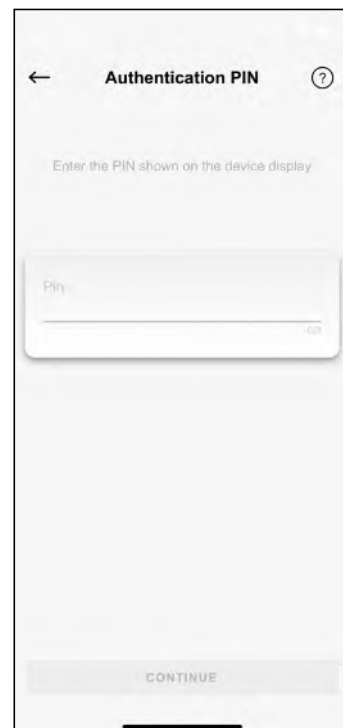 ← Authentication PIN ?
Enter the PIN shown on the device display
Pin
CONTINUE